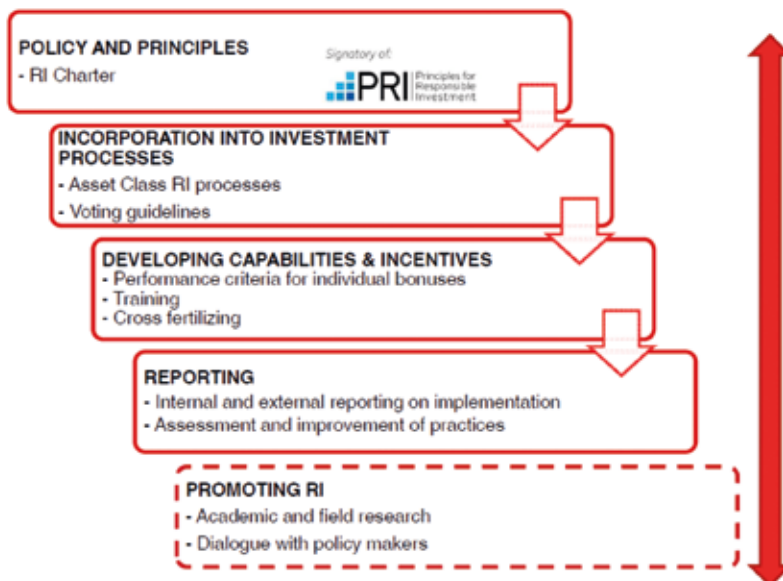 POLICY AND PRINCIPLES
- RI Charter
Signatory of:
PRI
Principles for
Responsible
Investment
INCORPORATION INTO INVESTMENT
PROCESSES
- Asset Class RI processes
- Voting guidelines
DEVELOPING CAPABILITIES & INCENTIVES
- Performance criteria for individual bonuses
- Training
- Cross fertilizing
REPORTING
- Internal and external reporting on implementation
- Assessment and improvement of practices
PROMOTING RI
- Academic and field research
- Dialogue with policy makers